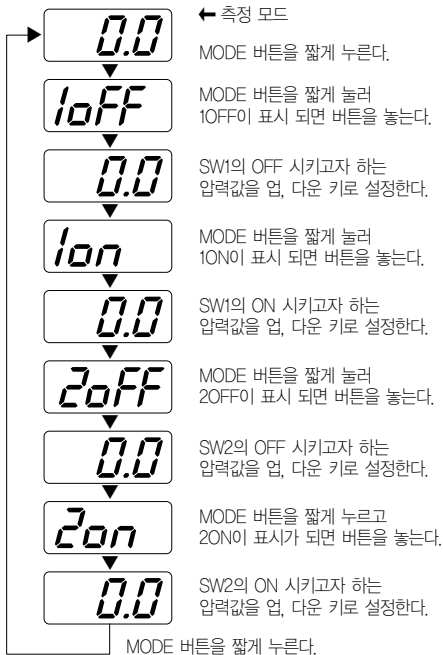 0.0
← 측정 모드
MODE 버튼을 짧게 누른다.
1oFF
MODE 버튼을 짧게 눌러
1OFF이 표시 되면 버튼을 놓는다.
0.0
SW1의 OFF 시키고자 하는
압력값을 업, 다운 키로 설정한다.
1on
MODE 버튼을 짧게 눌러
1ON이 표시 되면 버튼을 놓는다.
0.0
SW1의 ON 시키고자 하는
압력값을 업, 다운 키로 설정한다.
2oFF
MODE 버튼을 짧게 눌러
2OFF이 표시 되면 버튼을 놓는다.
0.0
SW2의 OFF 시키고자 하는
압력값을 업, 다운 키로 설정한다.
2on
MODE 버튼을 짧게 누르고
2ON이 표시가 되면 버튼을 놓는다.
0.0
SW2의 ON 시키고자 하는
압력값을 업, 다운 키로 설정한다.
MODE 버튼을 짧게 누른다.